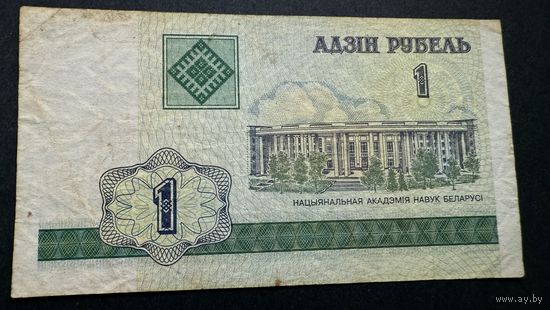 АДЗІН РУБЕЛЬ
1
НАЦЫЯНАЛЬНАЯ АКАДЭМІЯ НАВУК БЕЛАРУСІ
1
www.ay.by